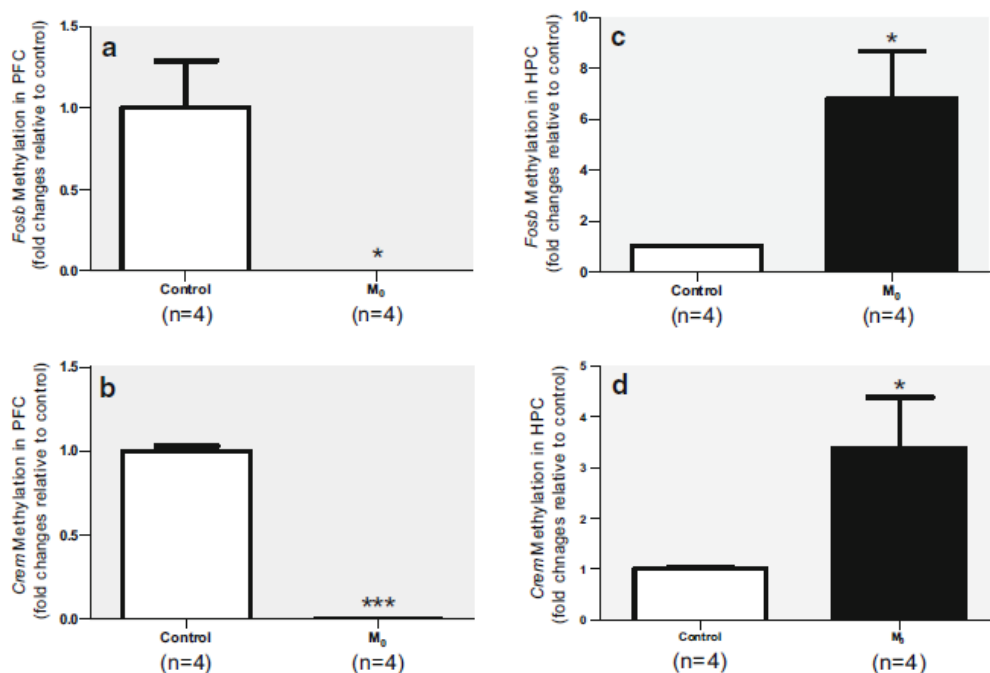 a
Fosb Methylation in PFC
(fold changes relative to control)
1.5
1.0
0.5
0.0
*
Control
M0
(n=4)
(n=4)
c
Fosb Methylation in HPC
(fold changes relative to control)
10
8
6
4
2
0
*
Control
M0
(n=4)
(n=4)
b
Crem Methylation in PFC
(fold changes relative to control)
1.5
1.0
0.5
0.0
***
Control
M0
(n=4)
(n=4)
d
Crem Methylation in HPC
(fold chnages relative to control)
5
4
3
2
1
0
*
Control
M0
(n=4)
(n=4)